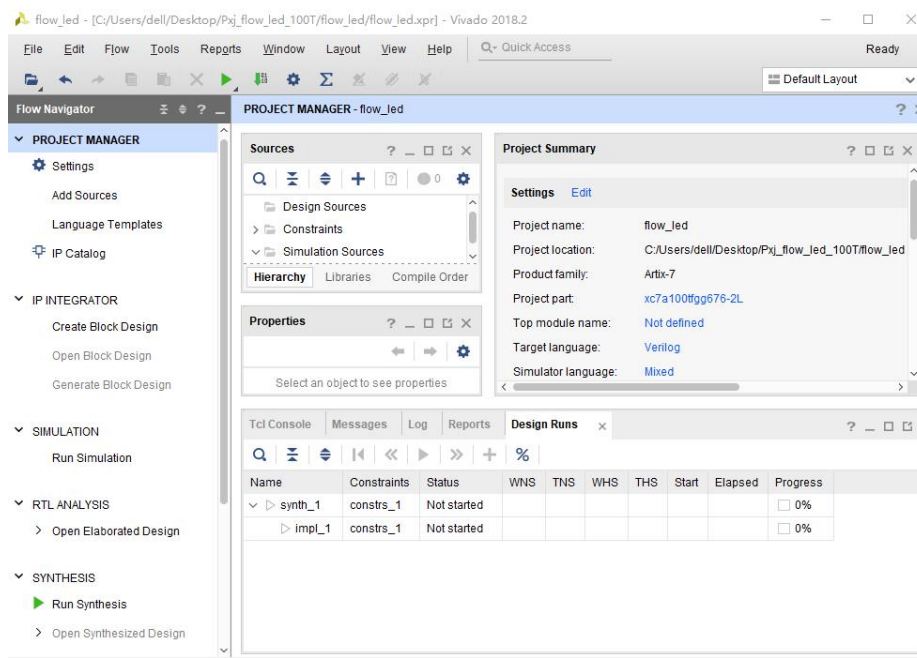 flow_led - [C:/Users/dell/Desktop/Pxj_flow_led_100T/flow_led/flow_led.xpr] - Vivado 2018.2
File Edit Flow Tools Reports Window Layout View Help Quick Access Ready
Default Layout
Flow Navigator
PROJECT MANAGER
Settings
Add Sources
Language Templates
IP Catalog
IP INTEGRATOR
Create Block Design
Open Block Design
Generate Block Design
SIMULATION
Run Simulation
RTL ANALYSIS
Open Elaborated Design
SYNTHESIS
Run Synthesis
Open Synthesized Design
PROJECT MANAGER - flow_led
Sources
0
Design Sources
Constraints
Simulation Sources
Hierarchy Libraries Compile Order
Properties
Select an object to see properties
Project Summary
Settings Edit
Project name: flow_led
Project location: C:/Users/dell/Desktop/Pxj_flow_led_100T/flow_led
Product family: Artix-7
Project part: xc7a100tfgg676-2L
Top module name: Not defined
Target language: Verilog
Simulator language: Mixed
Tcl Console Messages Log Reports Design Runs
Name Constraints Status WNS TNS WHS THS Start Elapsed Progress
synth_1 constrs_1 Not started 0%
impl_1 constrs_1 Not started 0%